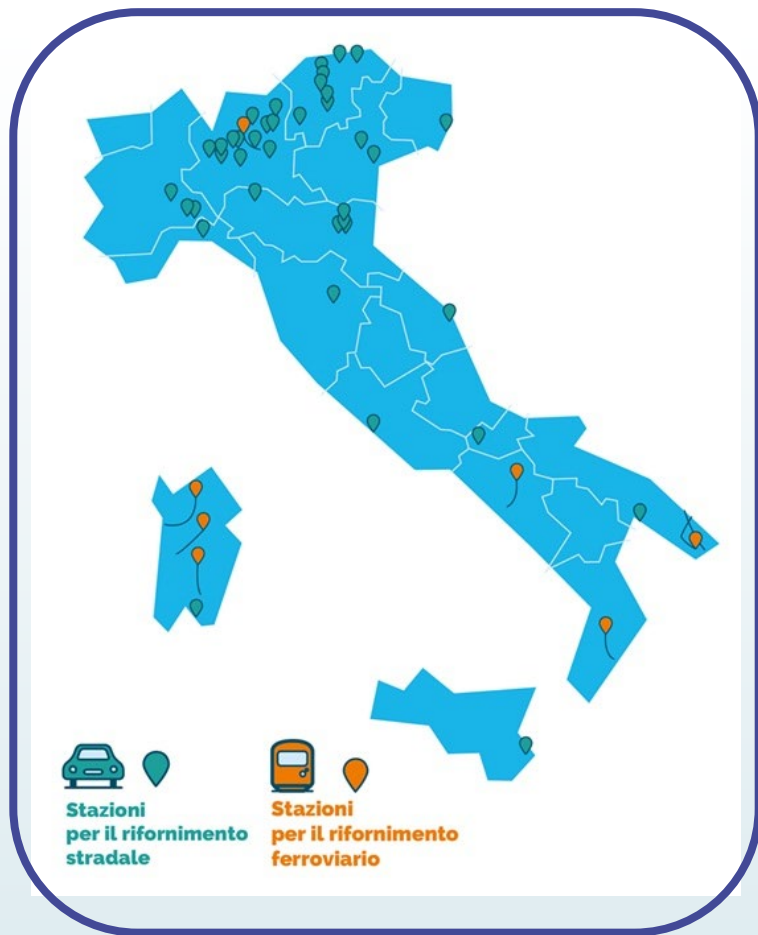 Stazioni
per il rifornimento
stradale
Stazioni
per il rifornimento
ferroviario